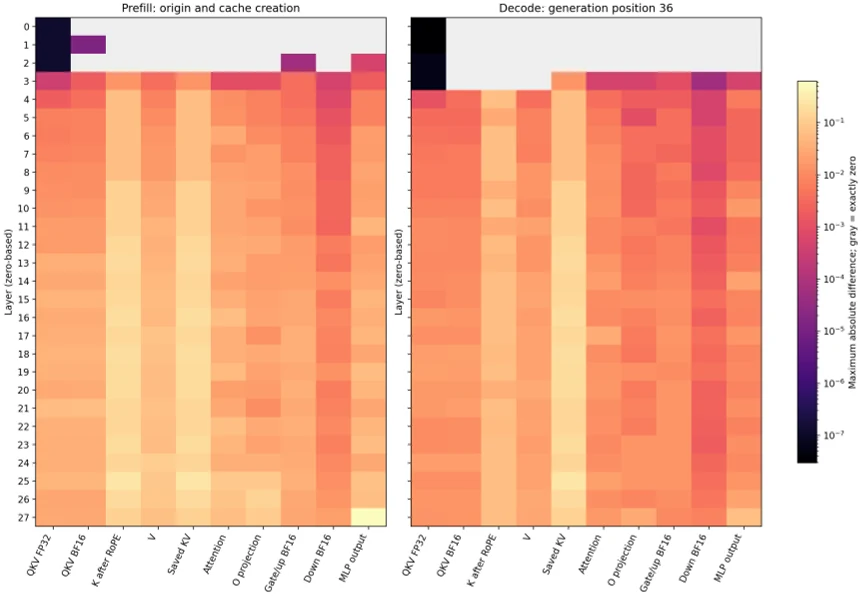 Prefill: origin and cache creation
Decode: generation position 36
Layer (zero-based)
0
1
2
3
4
5
6
7
8
9
10
11
12
13
14
15
16
17
18
19
20
21
22
23
24
25
26
27
QKV FP32
QKV BF16
K after RoPE
V
Saved KV
Attention
O projection
Gate/up BF16
Down BF16
MLP output
Layer (zero-based)
QKV FP32
QKV BF16
K after RoPE
V
Saved KV
Attention
O projection
Gate/up BF16
Down BF16
MLP output
10⁻¹
10⁻²
10⁻³
10⁻⁴
10⁻⁵
10⁻⁶
10⁻⁷
Maximum absolute difference; gray = exactly zero